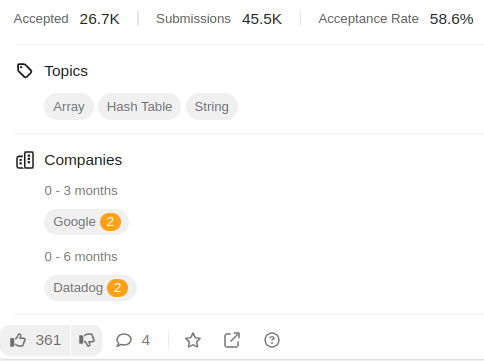 Accepted 26.7K Submissions 45.5K Acceptance Rate 58.6%
Topics
Array Hash Table String
Companies
0 - 3 months
Google 2
0 - 6 months
Datadog 2
361 4